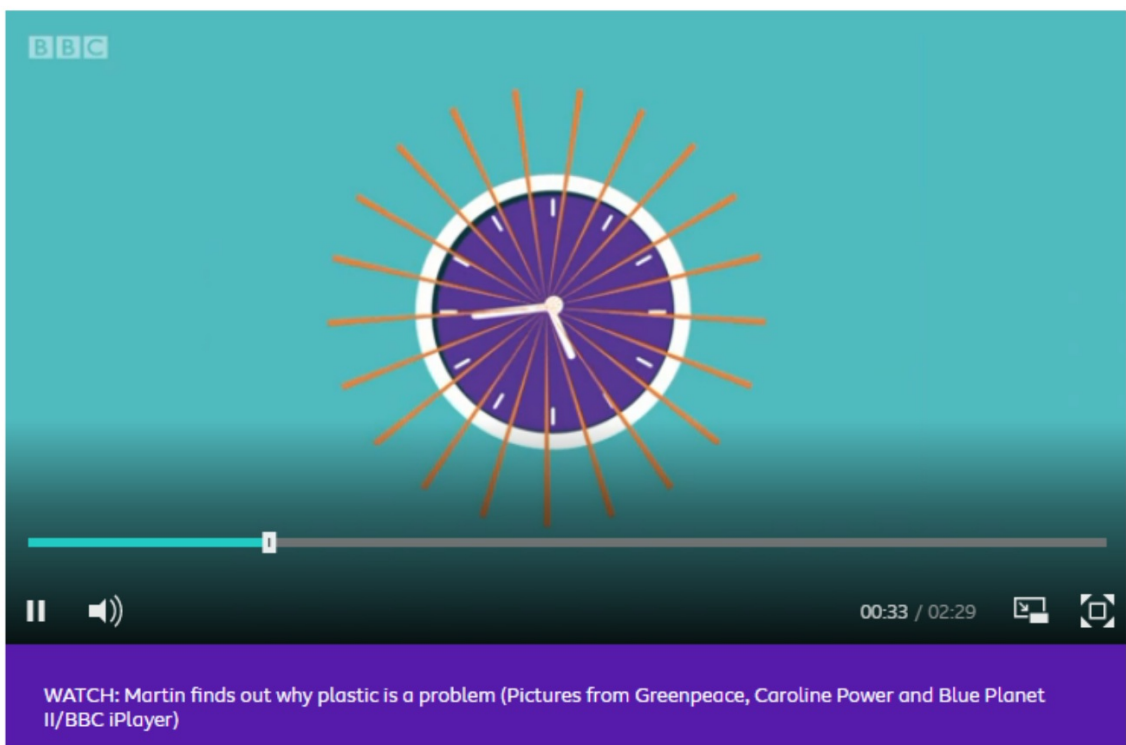 BBC
00:33 / 02:29
WATCH: Martin finds out why plastic is a problem (Pictures from Greenpeace, Caroline Power and Blue Planet
II/BBC iPlayer)